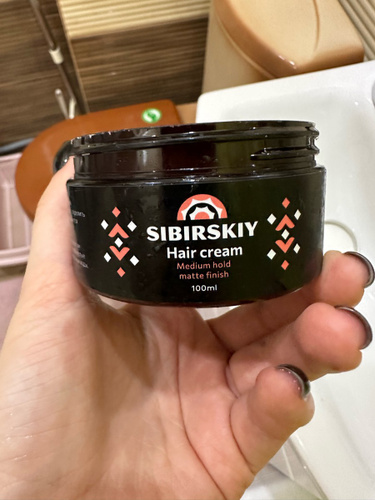 SIBIRSKIY
Hair cream
Medium hold
matte finish
100ml